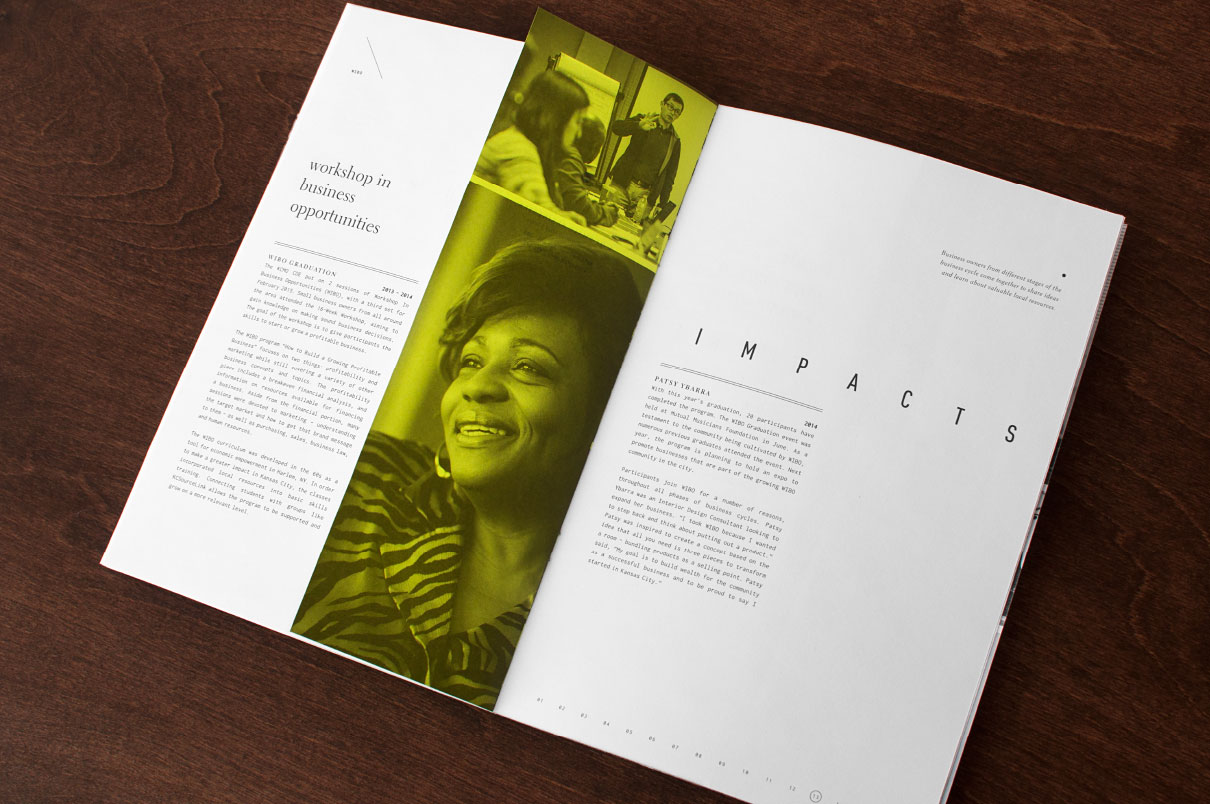 WIBO
workshop in
business
opportunities
WIBO GRADUATION
2013 - 2014
The WCMO CDE put on 2 sessions of Workshop In
Business Opportunities (WIBO), with a third set for
February 2015. Small business owners from all around
the area attended the 16-Week Workshop, aiming to
gain knowledge on making sound business decisions.
The goal of the workshop is to give participants the
skills to start or grow a profitable business.
The WIBO program "How to Build a Growing Profitable
Business" focuses on two things: profitability and
marketing while still covering a variety of other
business concepts and topics. The profitability
piece includes a breakeven financial analysis, and
information on resources available for financing
a business. Aside from the financial portion, many
sessions were devoted to marketing - understanding
the target market and how to get that brand message
to them - as well as purchasing, sales, business law,
and human resources.
The WIBO curriculum was developed in the 60s as a
tool for economic empowerment in Harlem, NY. In order
to make a greater impact in Kansas City, the classes
incorporated local resources into basic skills
training. Connecting students with groups like
KCSourceLink allows the program to be supported and
grow on a more relevant level.
Business owners from different stages of the
business cycle come together to share ideas
and learn about valuable local resources.
IMPACTS
PATSY YBARRA
2014
With this year's graduation, 20 participants have
completed the program. The WIBO Graduation event was
held at Mutual Musicians Foundation in June. As a
testament to the community being cultivated by WIBO,
numerous previous graduates attended the event. Next
year, the program is planning to hold an expo to
promote businesses that are part of the growing WIBO
community in the city.
Participants join WIBO for a number of reasons,
throughout all phases of business cycles. Patsy
Ybarra was an Interior Design Consultant looking to
expand her business. "I took WIBO because I wanted
to step back and think about putting out a product."
Patsy was inspired to create a concept based on the
idea that all you need is three pieces to transform
a room - bundling products as a selling point. Patsy
said, "My goal is to build wealth for the community
as a successful business and to be proud to say I
started in Kansas City."
01 02 03 04 05 06 07 08 09 10 11 12 13